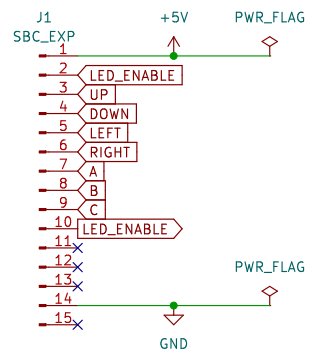 J1
SBC_EXP
+5V
PWR_FLAG
1
2 LED_ENABLE
3 UP
4 DOWN
5 LEFT
6 RIGHT
7 A
8 B
9 C
10 LED_ENABLE
11
12
13
PWR_FLAG
14
15
GND